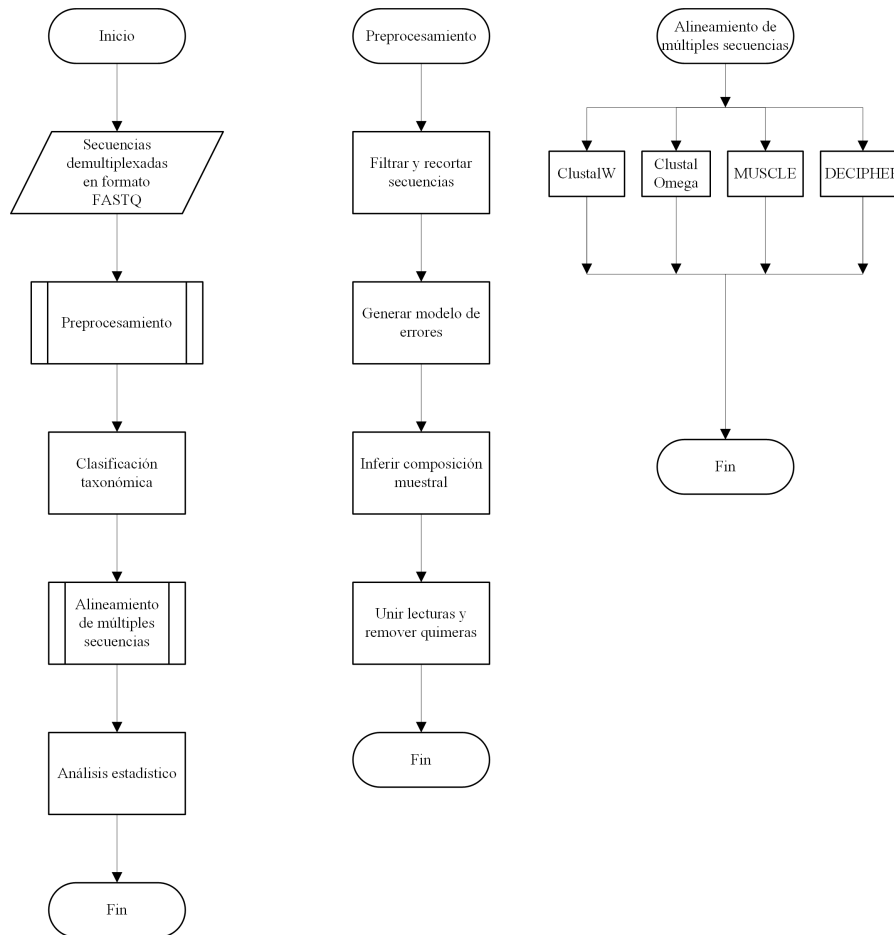 Inicio
Secuencias
demultiplexadas
en formato
FASTQ
Preprocesamiento
Clasificación
taxonómica
Alineamiento
de múltiples
secuencias
Análisis estadístico
Fin
Preprocesamiento
Filtrar y recortar
secuencias
Generar modelo de
errores
Inferir composición
muestral
Unir lecturas y
remover quimeras
Fin
Alineamiento de
múltiples secuencias
ClustalW
Clustal
Omega
MUSCLE
DECIPHER
Fin